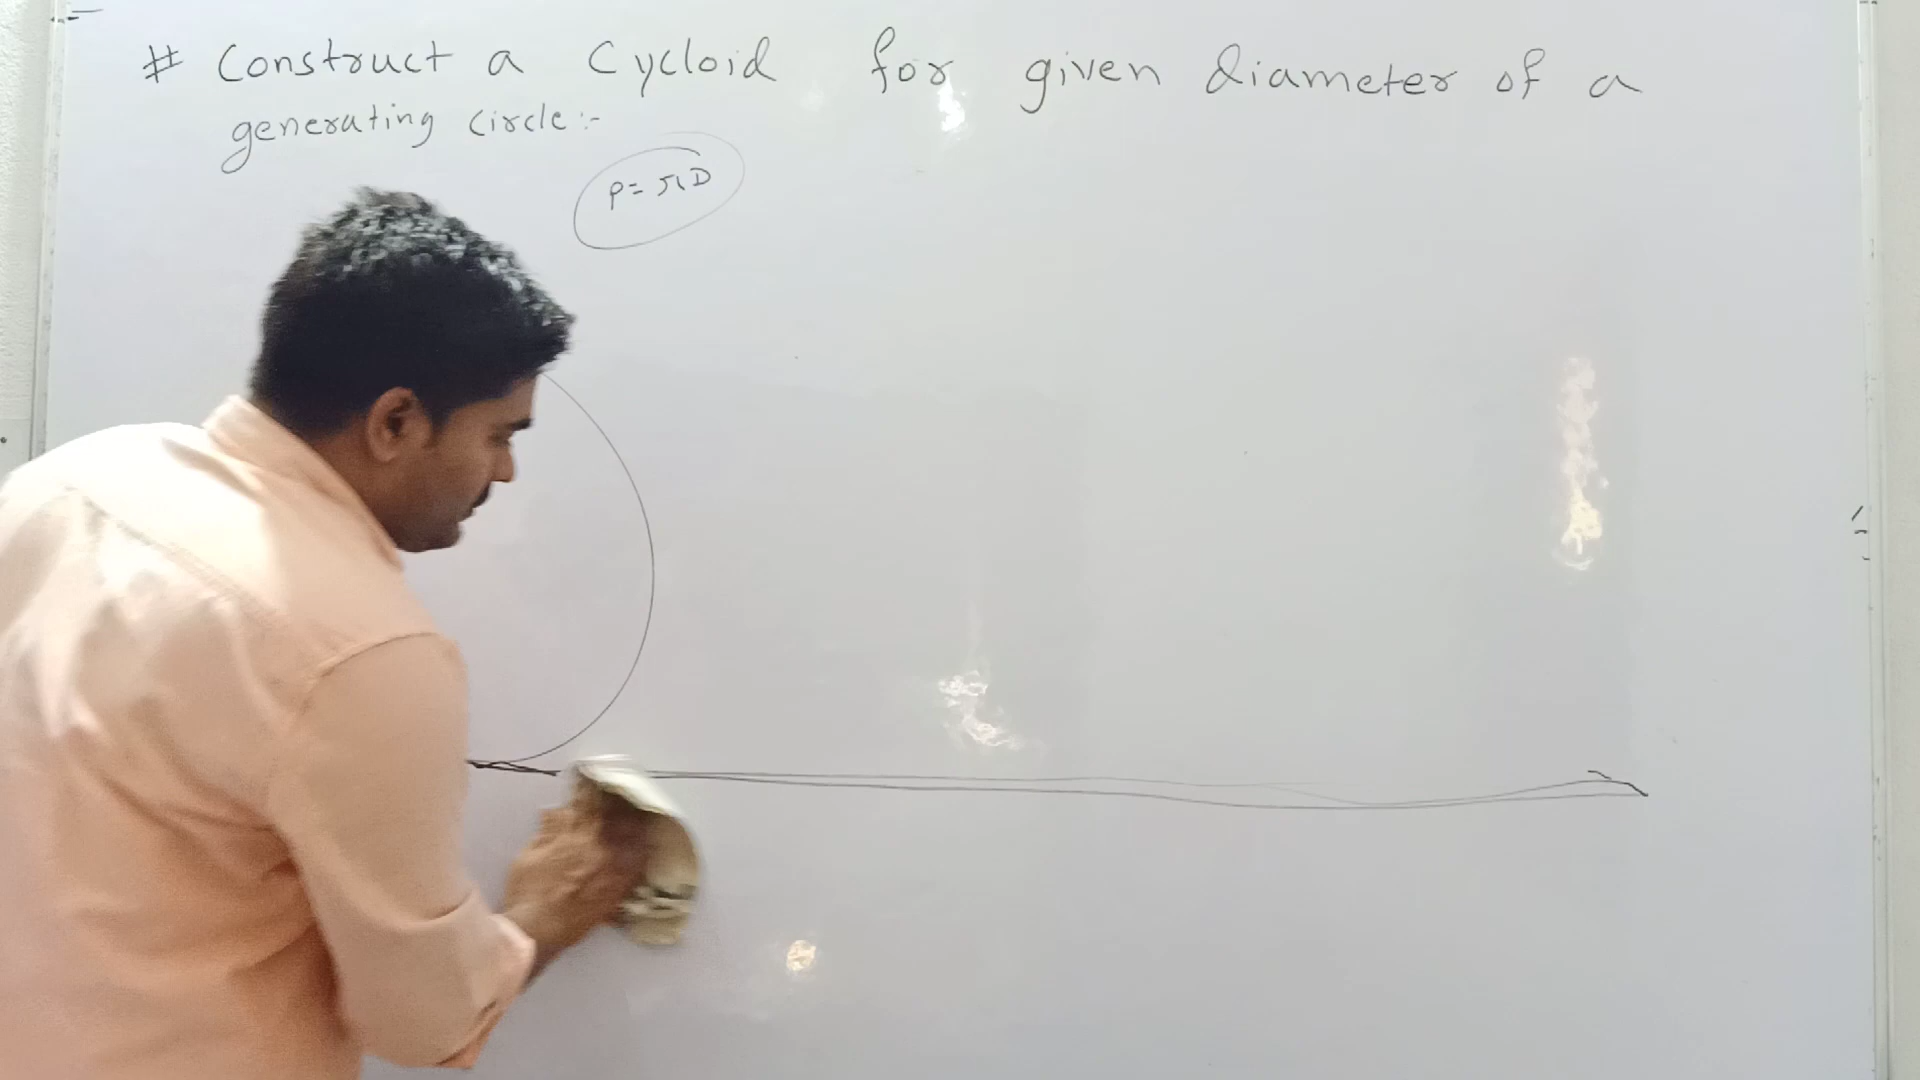 # Construct a Cycloid for given diameter of a
generating circle :-
P = πD